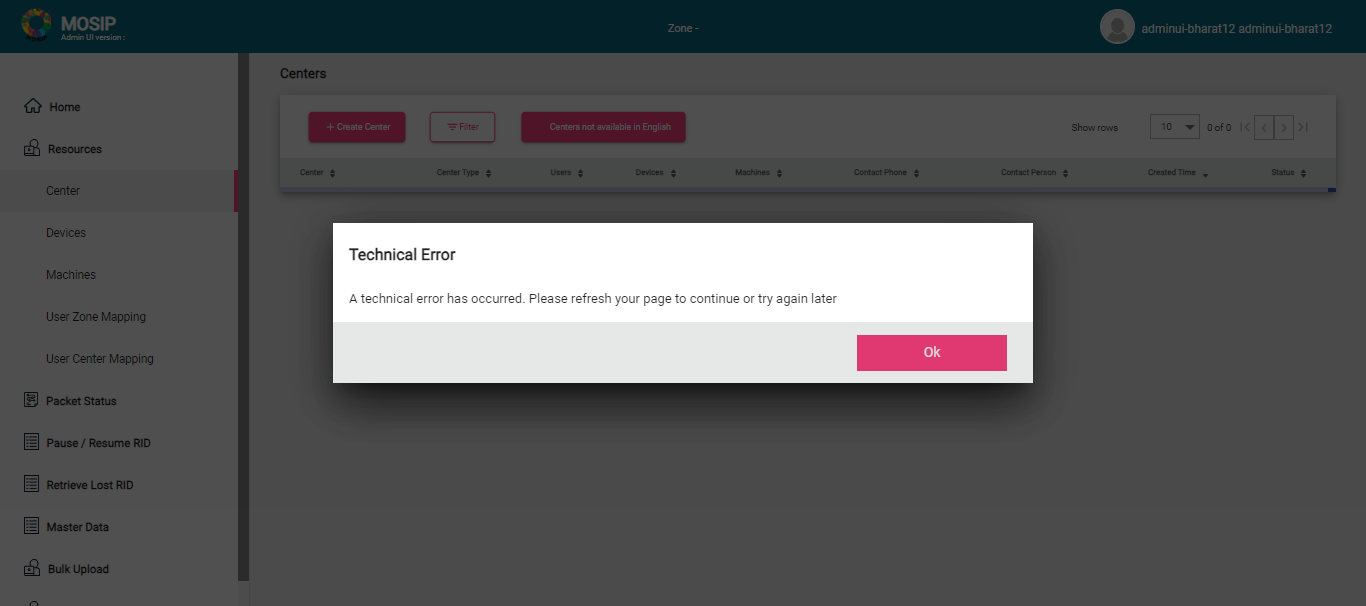 MOSIP
Admin UI version :
Zone -
adminui-bharat12 adminui-bharat12
Home
Resources
Center
Devices
Machines
User Zone Mapping
User Center Mapping
Packet Status
Pause / Resume RID
Retrieve Lost RID
Master Data
Bulk Upload
Centers
+ Create Center
Filter
Centers not available in English
Show rows
10
0 of 0
Center
Center Type
Users
Devices
Machines
Contact Phone
Contact Person
Created Time
Status
Technical Error
A technical error has occurred. Please refresh your page to continue or try again later
Ok